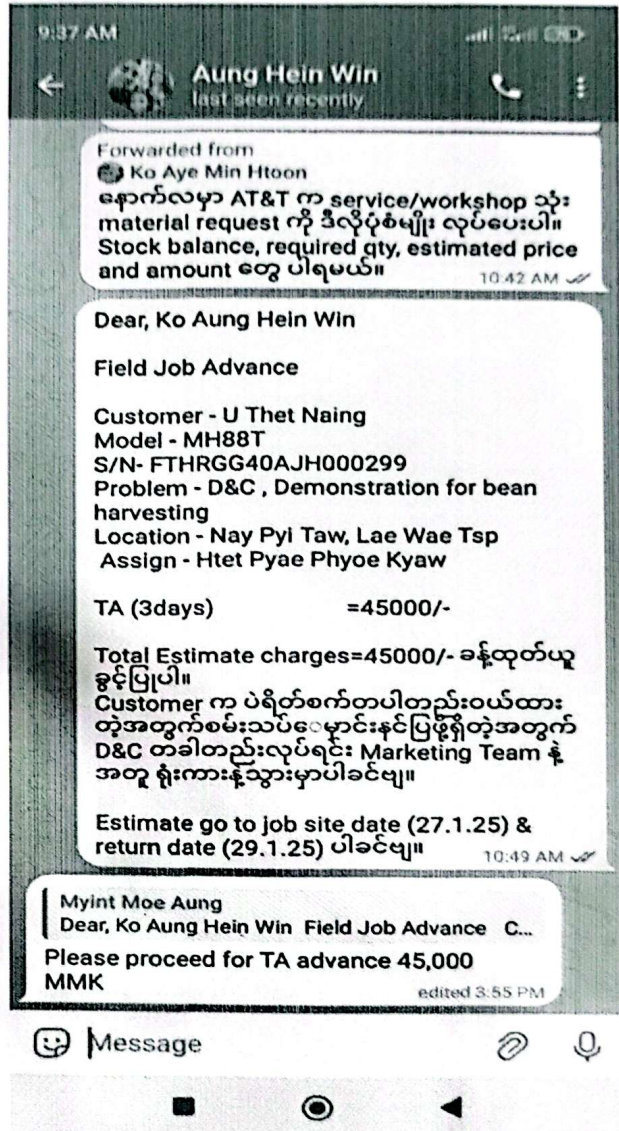 9:37 AM
Aung Hein Win
last seen recently
Forwarded from
Ko Aye Min Htoon
နောက်လမှာ AT&T က service/workshop သုံး
material request ကို ဒီလိုပုံစံမျိုး လုပ်ပေးပါ။
Stock balance, required qty, estimated price
and amount တွေ ပါရမယ်။
10:42 AM
Dear, Ko Aung Hein Win
Field Job Advance
Customer - U Thet Naing
Model - MH88T
S/N- FTHRGG40AJH000299
Problem - D&C , Demonstration for bean
harvesting
Location - Nay Pyi Taw, Lae Wae Tsp
Assign - Htet Pyae Phyoe Kyaw
TA (3days) =45000/-
Total Estimate charges=45000/- ခန့်ထုတ်ယူ
ခွင့်ပြုပါ။
Customer က ပဲရိတ်စက်တပါတည်းဝယ်ထား
တဲ့အတွက်စမ်းသပ်ေမှာင်းနင်ပြဖို့ရှိတဲ့အတွက်
D&C တခါတည်းလုပ်ရင်း Marketing Team နဲ့
အတူ ရုံးကားနဲ့သွားမှာပါခင်ဗျ။
Estimate go to job site date (27.1.25) &
return date (29.1.25) ပါခင်ဗျ။
10:49 AM
Myint Moe Aung
Dear, Ko Aung Hein Win Field Job Advance C...
Please proceed for TA advance 45,000
MMK
edited 3:55 PM
Message